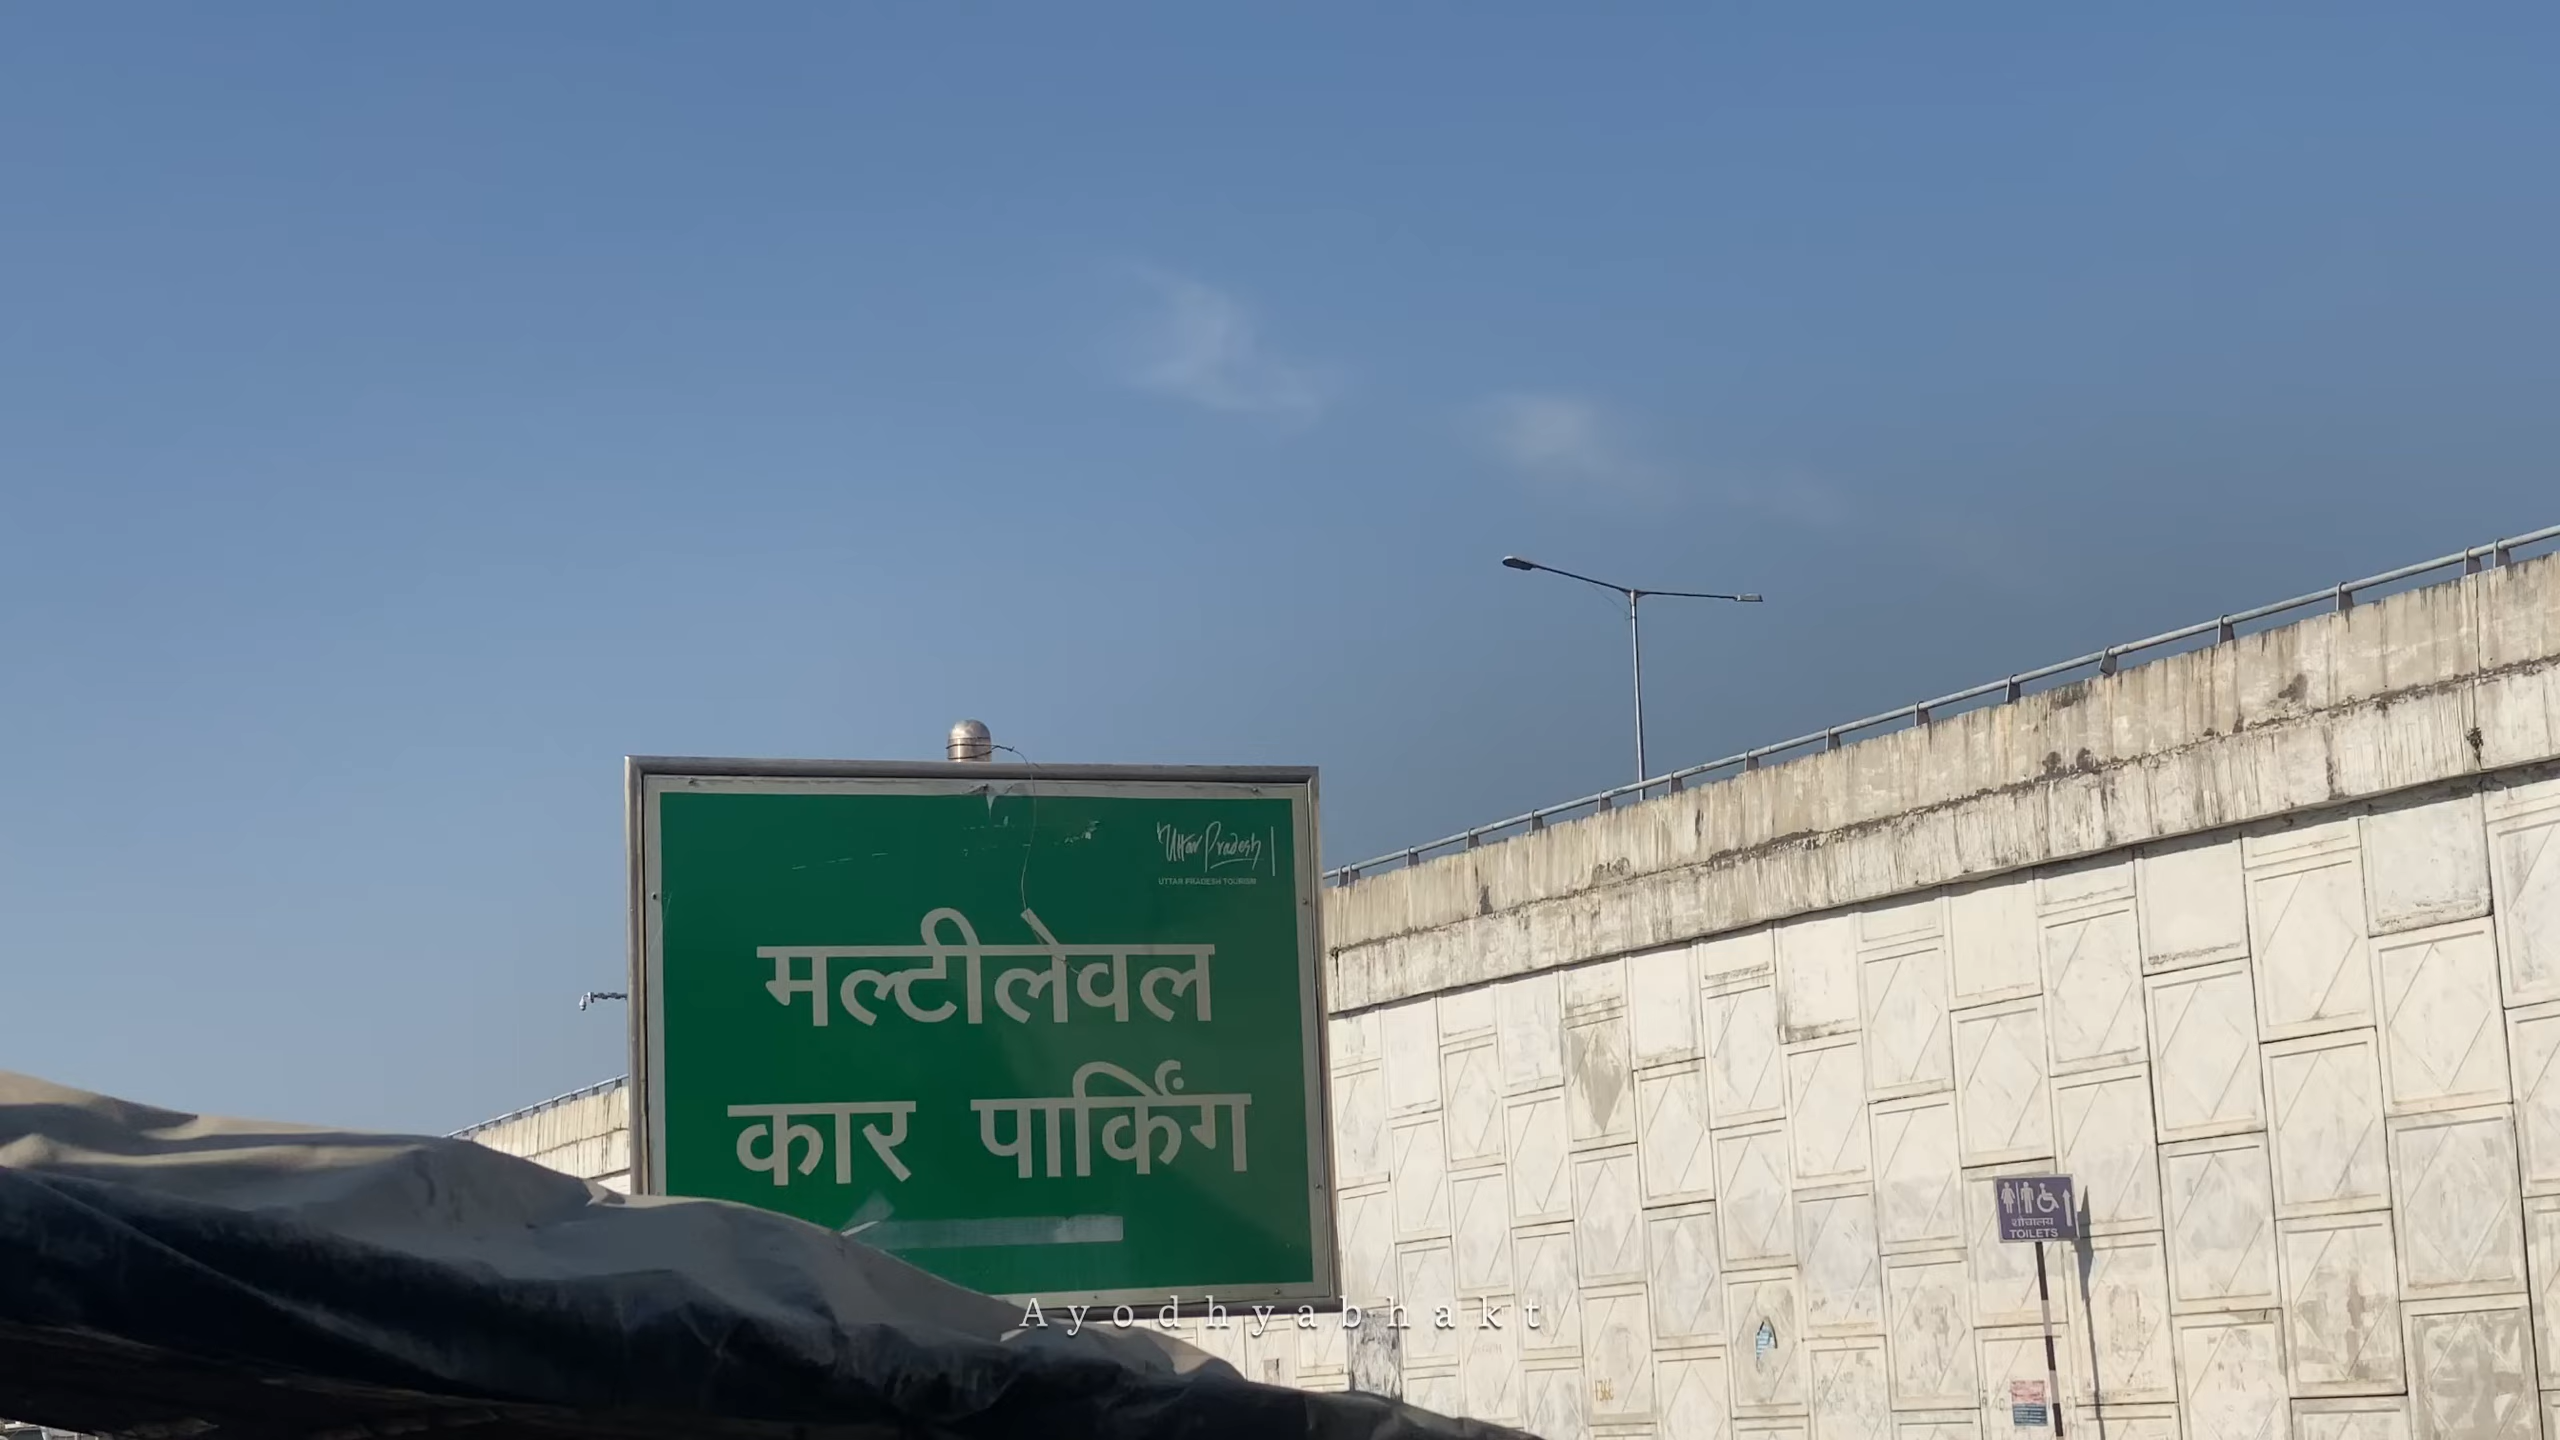 Uttar Pradesh
UTTAR PRADESH TOURISM
मल्टीलेवल
कार पार्किंग
शौचालय
TOILETS
Ayodhyabhakt